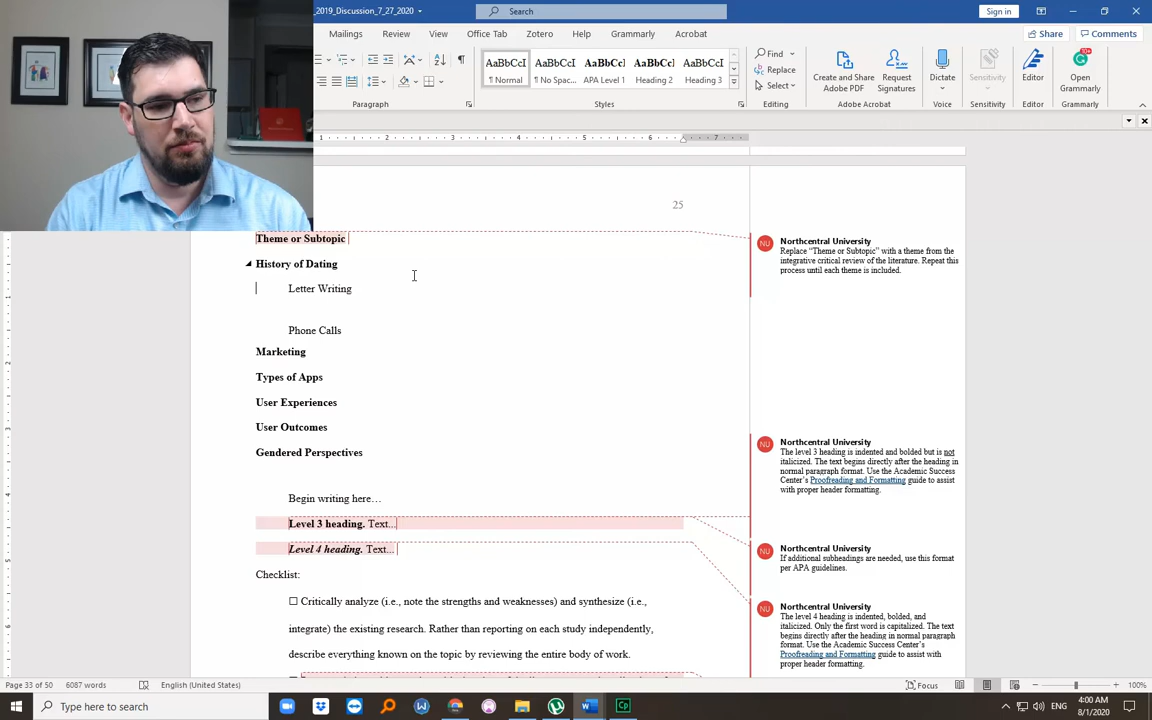 _2019_Discussion_7_27_2020
Search
Sign in
Mailings Review View Office Tab Zotero Help Grammarly Acrobat
Share Comments
AaBbCcI AaBbCcI AaBbCcI AaBbCcI AaBbCcI
¶ Normal ¶ No Spac... APA Level 1 Heading 2 Heading 3
Find
Replace
Select
Create and Share Adobe PDF
Request Signatures
Dictate
Sensitivity
Editor
Open Grammarly
Paragraph Styles Editing Adobe Acrobat Voice Sensitivity Editor Grammarly
1 2 3 4 5 6 7
25
Theme or Subtopic
History of Dating
Letter Writing
Phone Calls
Marketing
Types of Apps
User Experiences
User Outcomes
Gendered Perspectives
Begin writing here…
Level 3 heading. Text...
Level 4 heading. Text...
Checklist:
☐ Critically analyze (i.e., note the strengths and weaknesses) and synthesize (i.e.,
integrate) the existing research. Rather than reporting on each study independently,
describe everything known on the topic by reviewing the entire body of work.
NU Northcentral University
Replace “Theme or Subtopic” with a theme from the
integrative critical review of the literature. Repeat this
process until each theme is included.
NU Northcentral University
The level 3 heading is indented and bolded but is not
italicized. The text begins directly after the heading in
normal paragraph format. Use the Academic Success
Center’s Proofreading and Formatting guide to assist
with proper header formatting.
NU Northcentral University
If additional subheadings are needed, use this format
per APA guidelines.
NU Northcentral University
The level 4 heading is indented, bolded, and
italicized. Only the first word is capitalized. The text
begins directly after the heading in normal paragraph
format. Use the Academic Success Center’s
Proofreading and Formatting guide to assist with
proper header formatting.
Page 33 of 50 6087 words English (United States) Focus 100%
Type here to search
ENG
4:00 AM
8/1/2020